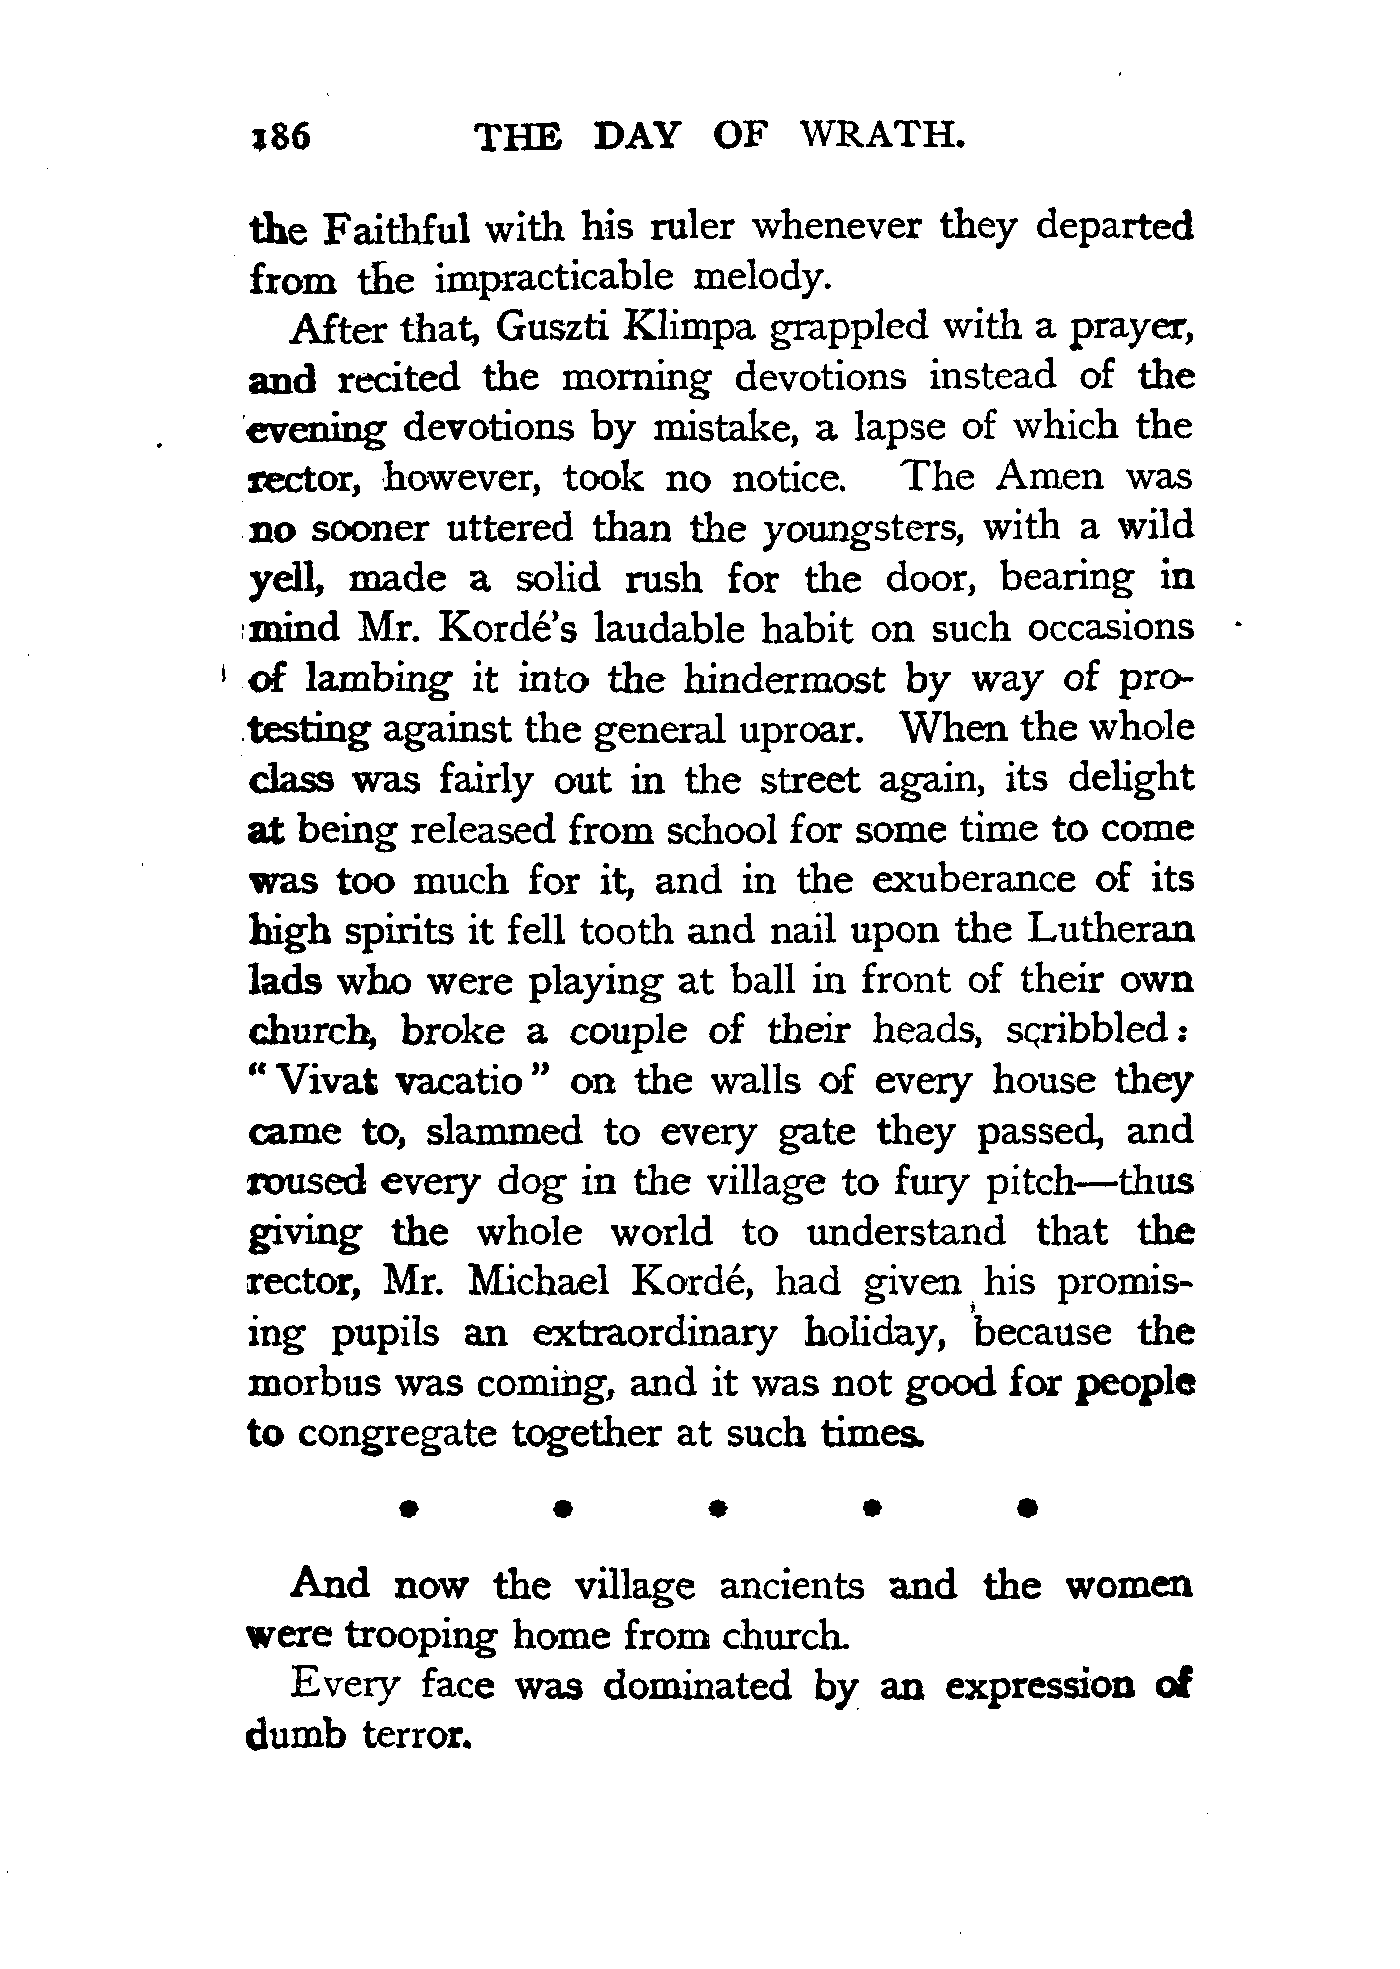 186 THE DAY OF WRATH.
the Faithful with his ruler whenever they departed
from the impracticable melody.
After that, Guszti Klimpa grappled with a prayer,
and recited the morning devotions instead of the
evening devotions by mistake, a lapse of which the
rector, however, took no notice. The Amen was
no sooner uttered than the youngsters, with a wild
yell, made a solid rush for the door, bearing in
mind Mr. Kordé's laudable habit on such occasions
of lambing it into the hindermost by way of pro-
testing against the general uproar. When the whole
class was fairly out in the street again, its delight
at being released from school for some time to come
was too much for it, and in the exuberance of its
high spirits it fell tooth and nail upon the Lutheran
lads who were playing at ball in front of their own
church, broke a couple of their heads, scribbled:
"Vivat vacatio" on the walls of every house they
came to, slammed to every gate they passed, and
roused every dog in the village to fury pitch—thus
giving the whole world to understand that the
rector, Mr. Michael Kordé, had given his promis-
ing pupils an extraordinary holiday, because the
morbus was coming, and it was not good for people
to congregate together at such times.
• • • • •
And now the village ancients and the women
were trooping home from church.
Every face was dominated by an expression of
dumb terror.